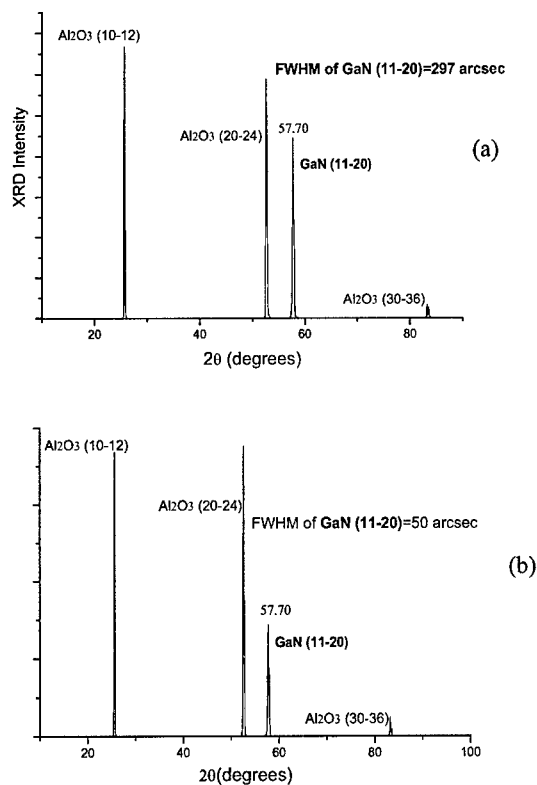 Al2O3 (10-12)
FWHM of GaN (11-20)=297 arcsec
Al2O3 (20-24)
57.70
GaN (11-20)
(a)
XRD Intensity
Al2O3 (30-36)
20 40 60 80
2θ (degrees)
Al2O3 (10-12)
Al2O3 (20-24)
FWHM of GaN (11-20)=50 arcsec
(b)
57.70
GaN (11-20)
Al2O3 (30-36)
20 40 60 80 100
2θ(degrees)